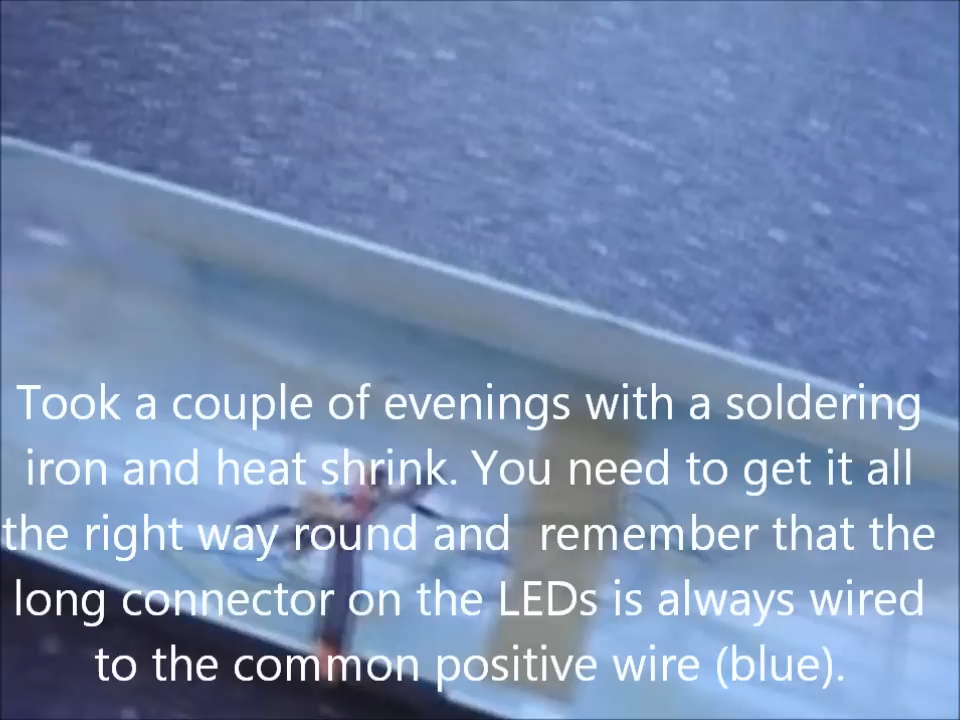 Took a couple of evenings with a soldering
iron and heat shrink. You need to get it all
the right way round and  remember that the
long connector on the LEDs is always wired
to the common positive wire (blue).